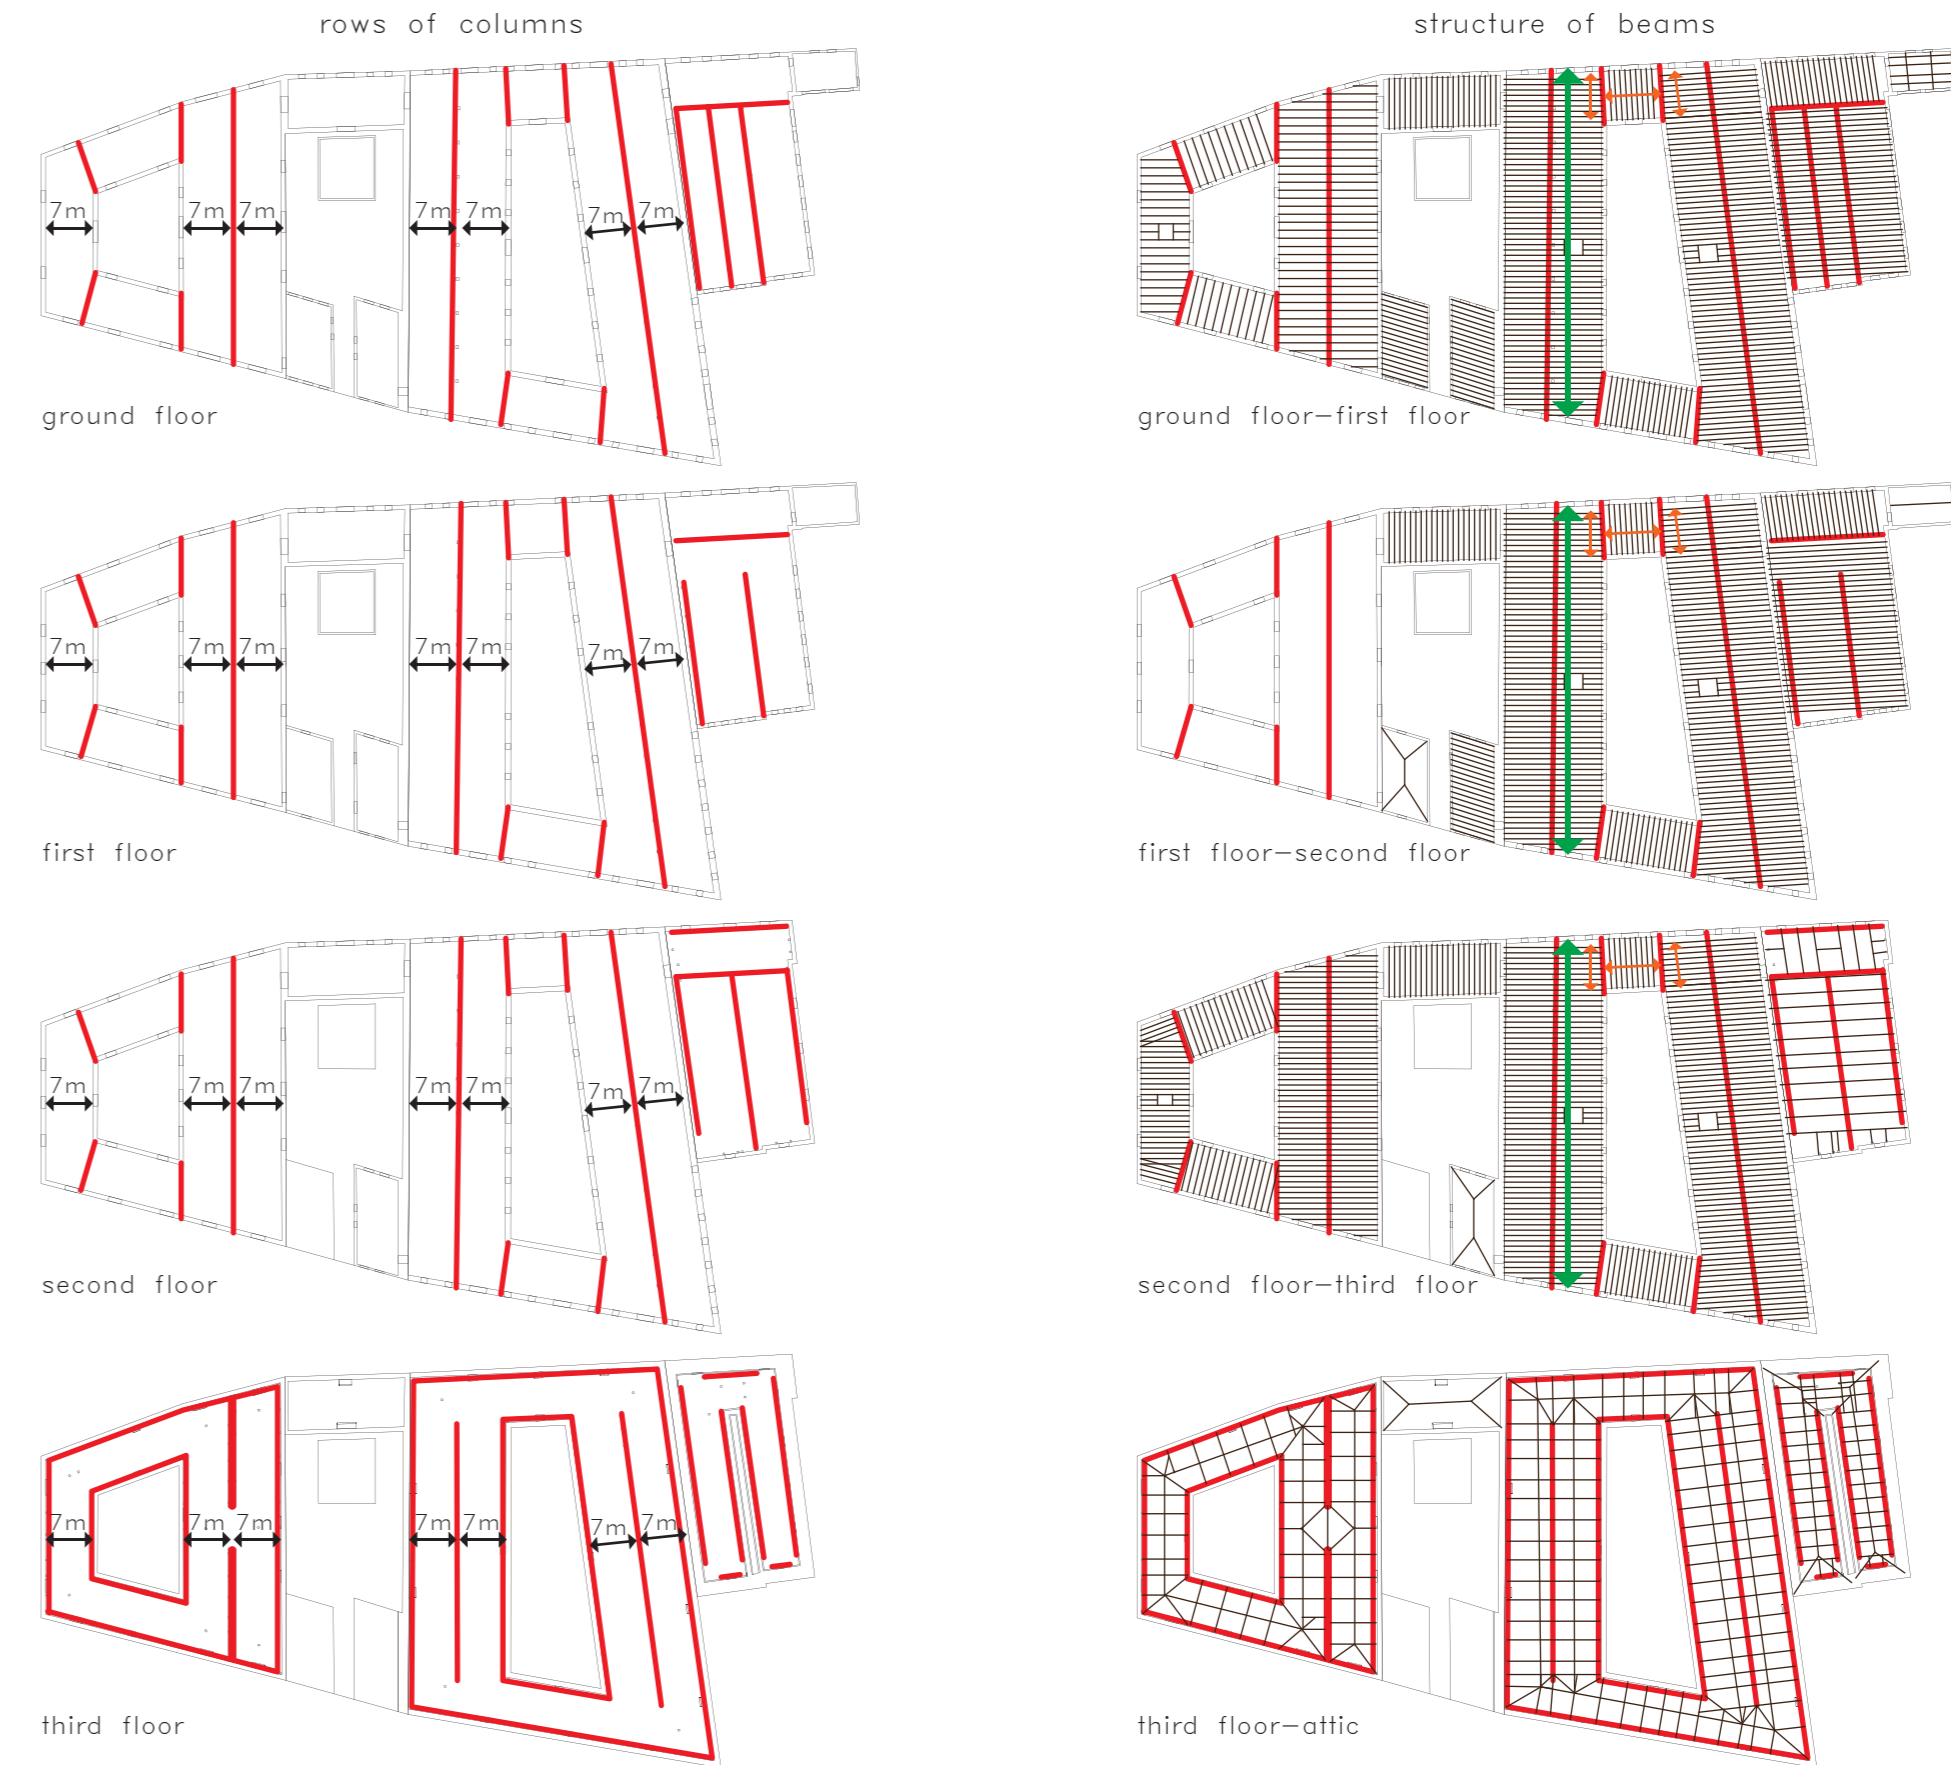 rows of columns
structure of beams
7m 7m 7m 7m 7m 7m 7m
ground floor
ground floor-first floor
7m 7m 7m 7m 7m 7m 7m
first floor
first floor-second floor
7m 7m 7m 7m 7m 7m 7m
second floor
second floor-third floor
7m 7m 7m 7m 7m 7m 7m
third floor
third floor-attic